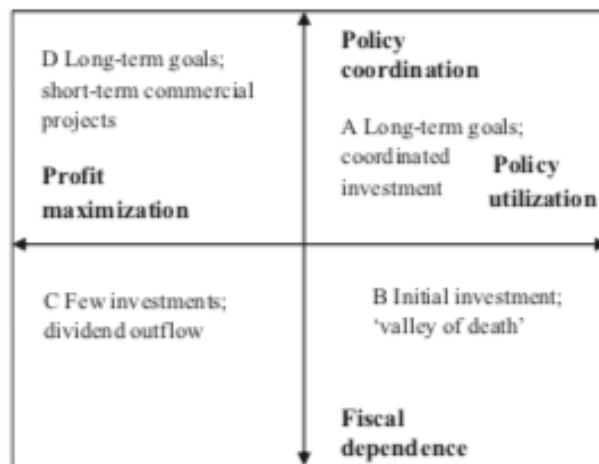 D Long-term goals;
short-term commercial
projects
Profit
maximization
Policy
coordination
A Long-term goals;
coordinated
investment
Policy
utilization
C Few investments;
dividend outflow
B Initial investment;
‘valley of death’
Fiscal
dependence